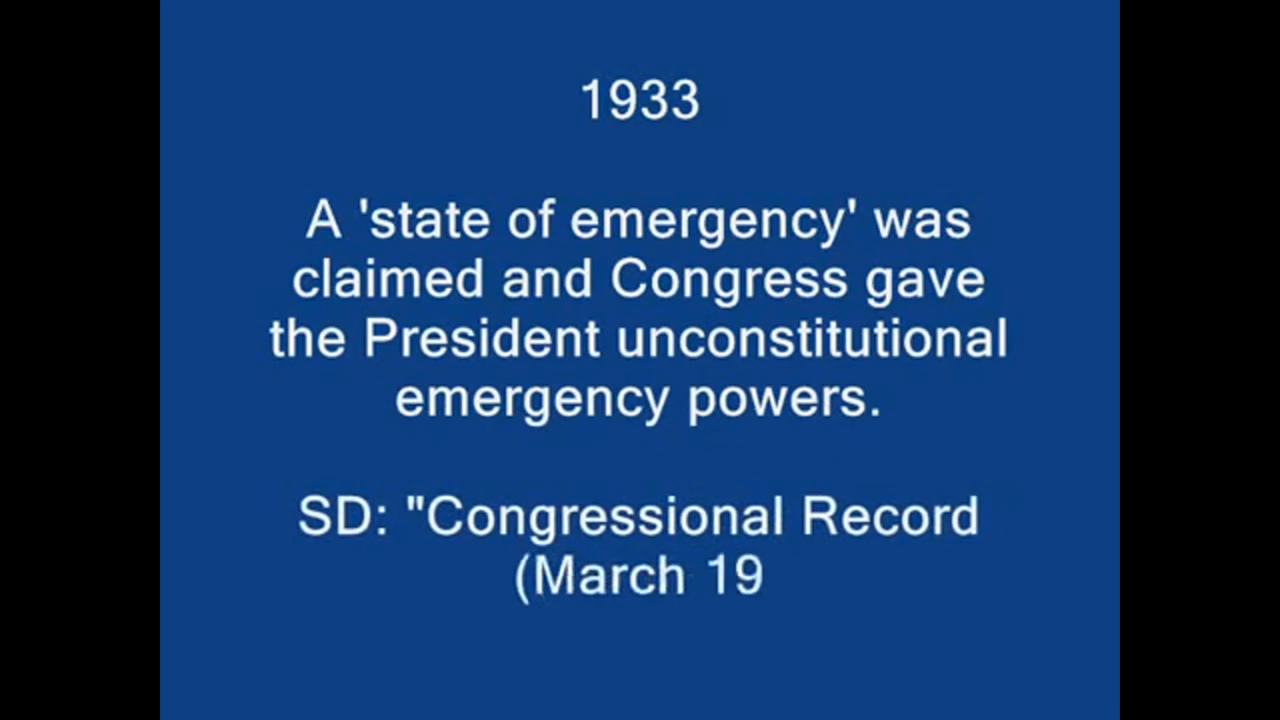 1933
A 'state of emergency' was
claimed and Congress gave
the President unconstitutional
emergency powers.
SD: "Congressional Record
(March 19